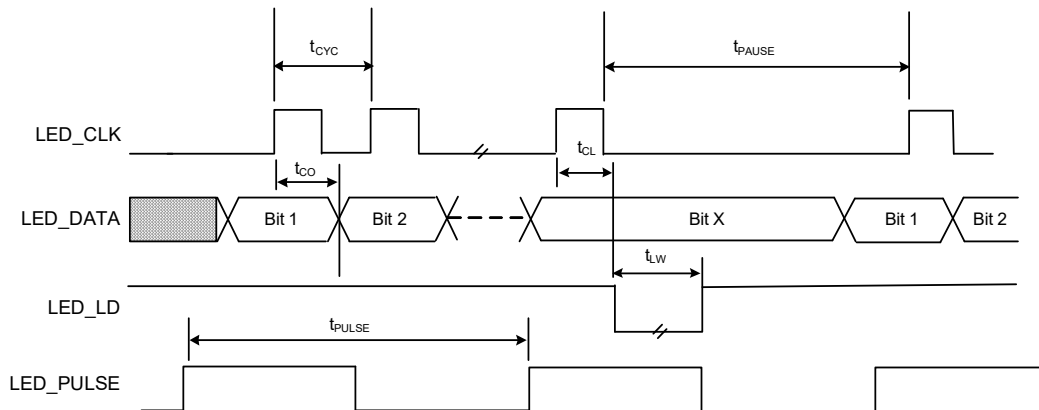 tCYC
tPAUSE
LED_CLK
tCL
tCO
LED_DATA
Bit 1
Bit 2
Bit X
Bit 1
Bit 2
tLW
LED_LD
tPULSE
LED_PULSE